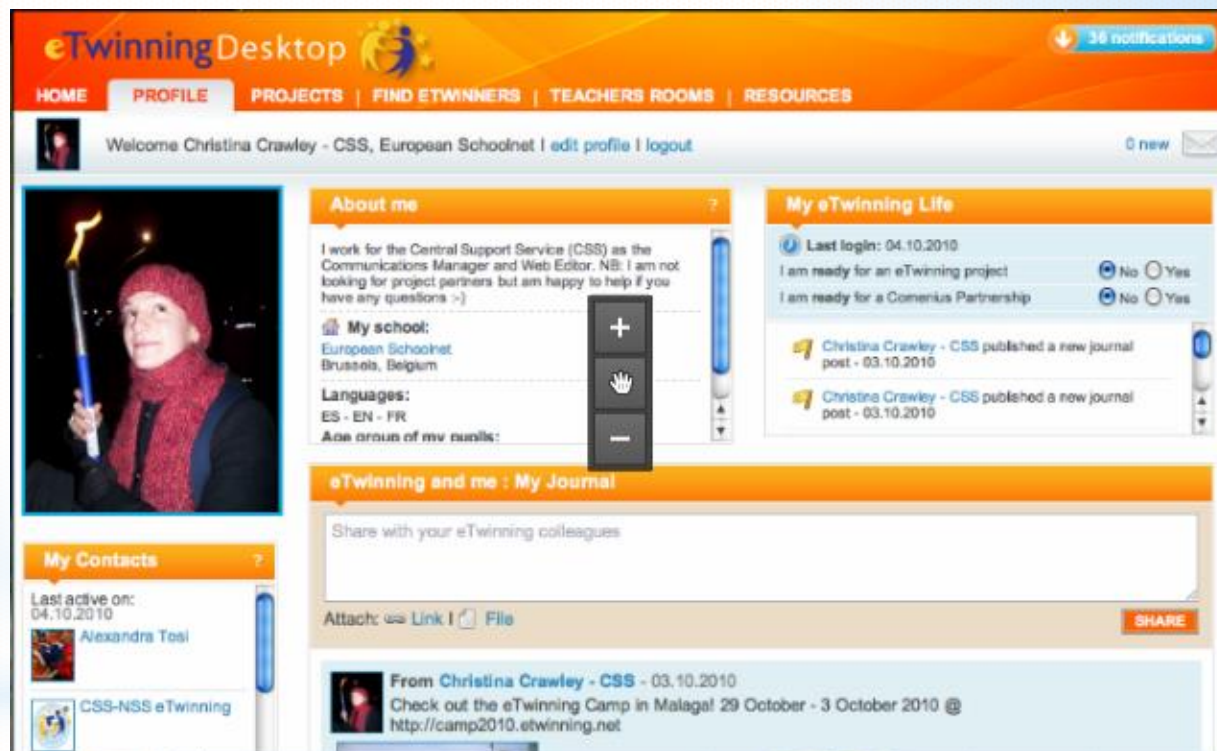 eTwinningDesktop
36 notifications
HOME PROFILE PROJECTS | FIND ETWINNERS | TEACHERS ROOMS | RESOURCES
Welcome Christina Crawley - CSS, European Schoolnet I edit profile I logout
0 new
About me ?
I work for the Central Support Service (CSS) as the
Communications Manager and Web Editor. NB: I am not
looking for project partners but am happy to help if you
have any questions :-)
My school:
European Schoolnet
Brussels, Belgium
Languages:
ES - EN - FR
Age group of my pupils:
My eTwinning Life
Last login: 04.10.2010
I am ready for an eTwinning project No Yes
I am ready for a Comenius Partnership No Yes
Christina Crawley - CSS published a new journal
post - 03.10.2010
Christina Crawley - CSS published a new journal
post - 03.10.2010
eTwinning and me : My Journal
Share with your eTwinning colleagues
Attach: Link I File
SHARE
My Contacts ?
Last active on:
04.10.2010
Alexandra Tosi
CSS-NSS eTwinning
From Christina Crawley - CSS - 03.10.2010
Check out the eTwinning Camp in Malaga! 29 October - 3 October 2010 @
http://camp2010.etwinning.net